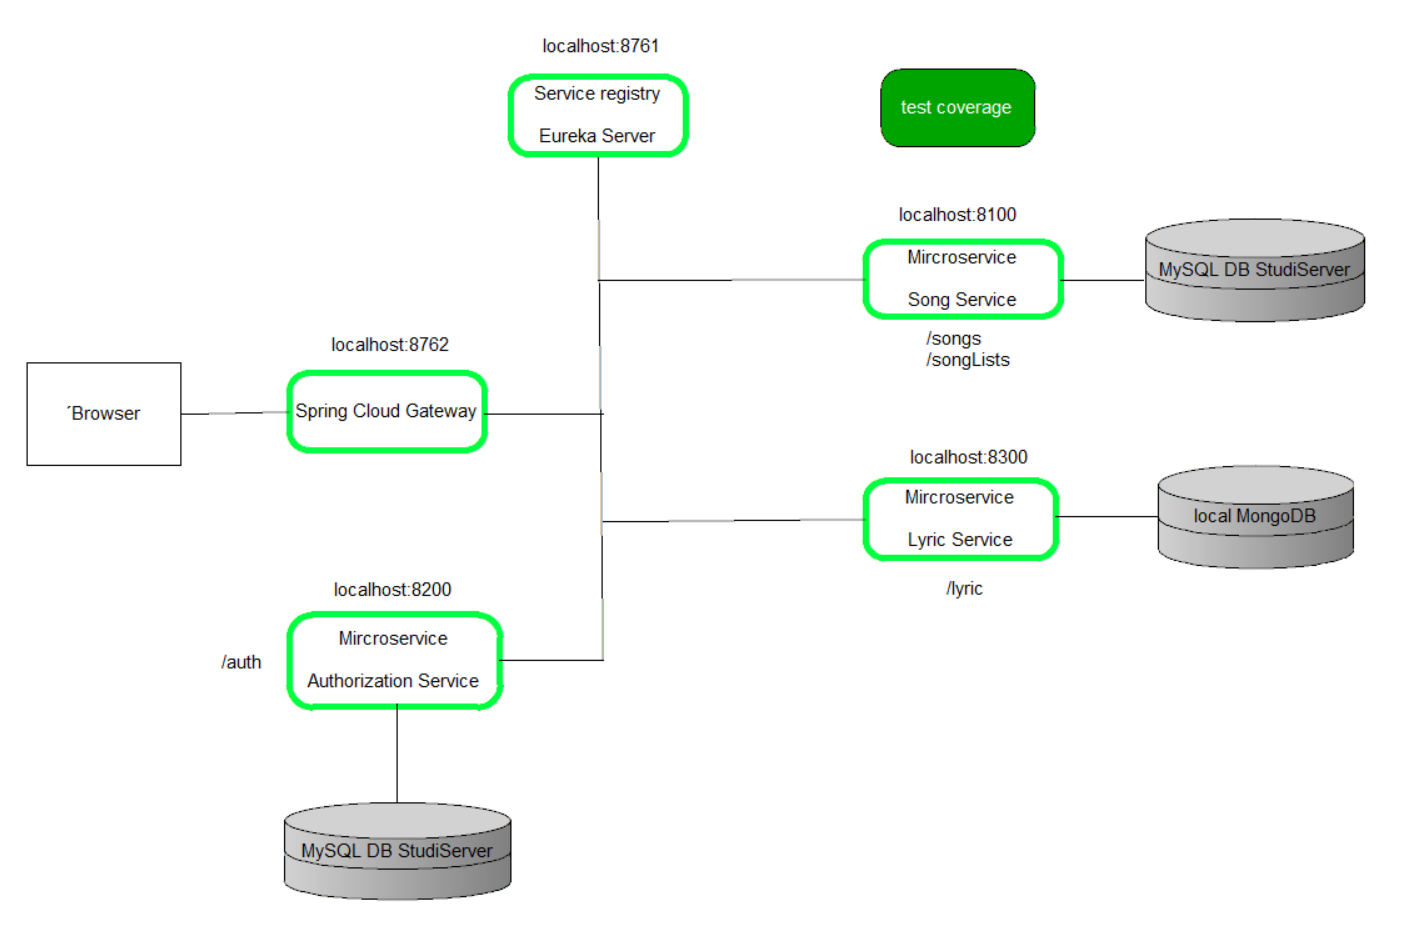 localhost:8761
Service registry
Eureka Server
test coverage
localhost:8100
Mircroservice
Song Service
/songs
/songLists
MySQL DB StudiServer
localhost:8762
´Browser
Spring Cloud Gateway
localhost:8300
Mircroservice
Lyric Service
/lyric
local MongoDB
localhost:8200
/auth
Mircroservice
Authorization Service
MySQL DB StudiServer